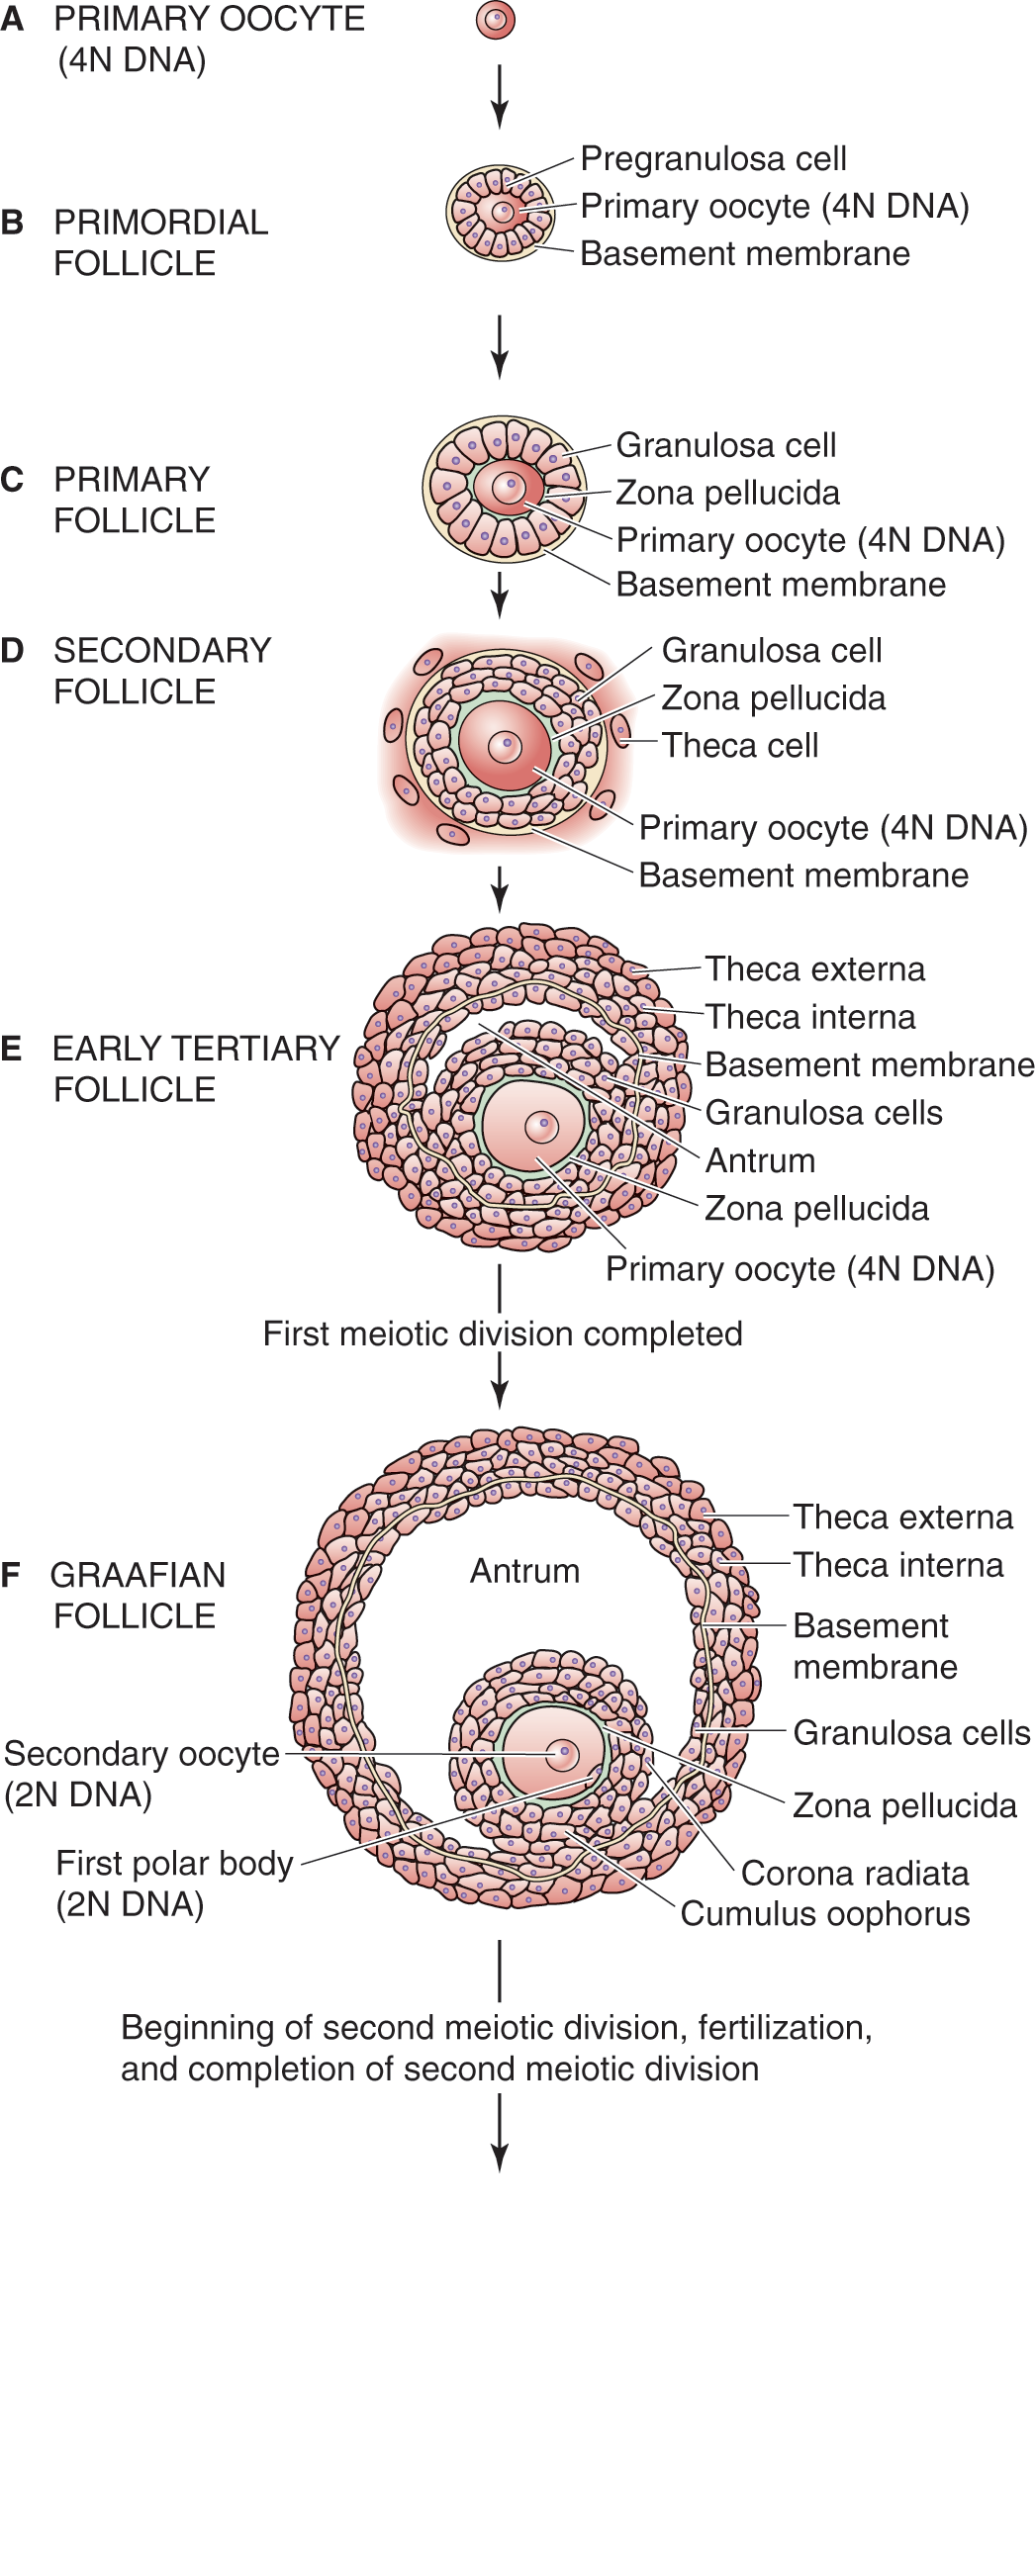 A PRIMARY OOCYTE
(4N DNA)
Pregranulosa cell
Primary oocyte (4N DNA)
Basement membrane
B PRIMORDIAL
FOLLICLE
Granulosa cell
Zona pellucida
Primary oocyte (4N DNA)
Basement membrane
C PRIMARY
FOLLICLE
D SECONDARY
FOLLICLE
Granulosa cell
Zona pellucida
Theca cell
Primary oocyte (4N DNA)
Basement membrane
Theca externa
Theca interna
Basement membrane
Granulosa cells
Antrum
Zona pellucida
Primary oocyte (4N DNA)
E EARLY TERTIARY
FOLLICLE
First meiotic division completed
Theca externa
Theca interna
Basement
membrane
Granulosa cells
Zona pellucida
Corona radiata
Cumulus oophorus
Antrum
F GRAAFIAN
FOLLICLE
Secondary oocyte
(2N DNA)
First polar body
(2N DNA)
Beginning of second meiotic division, fertilization,
and completion of second meiotic division